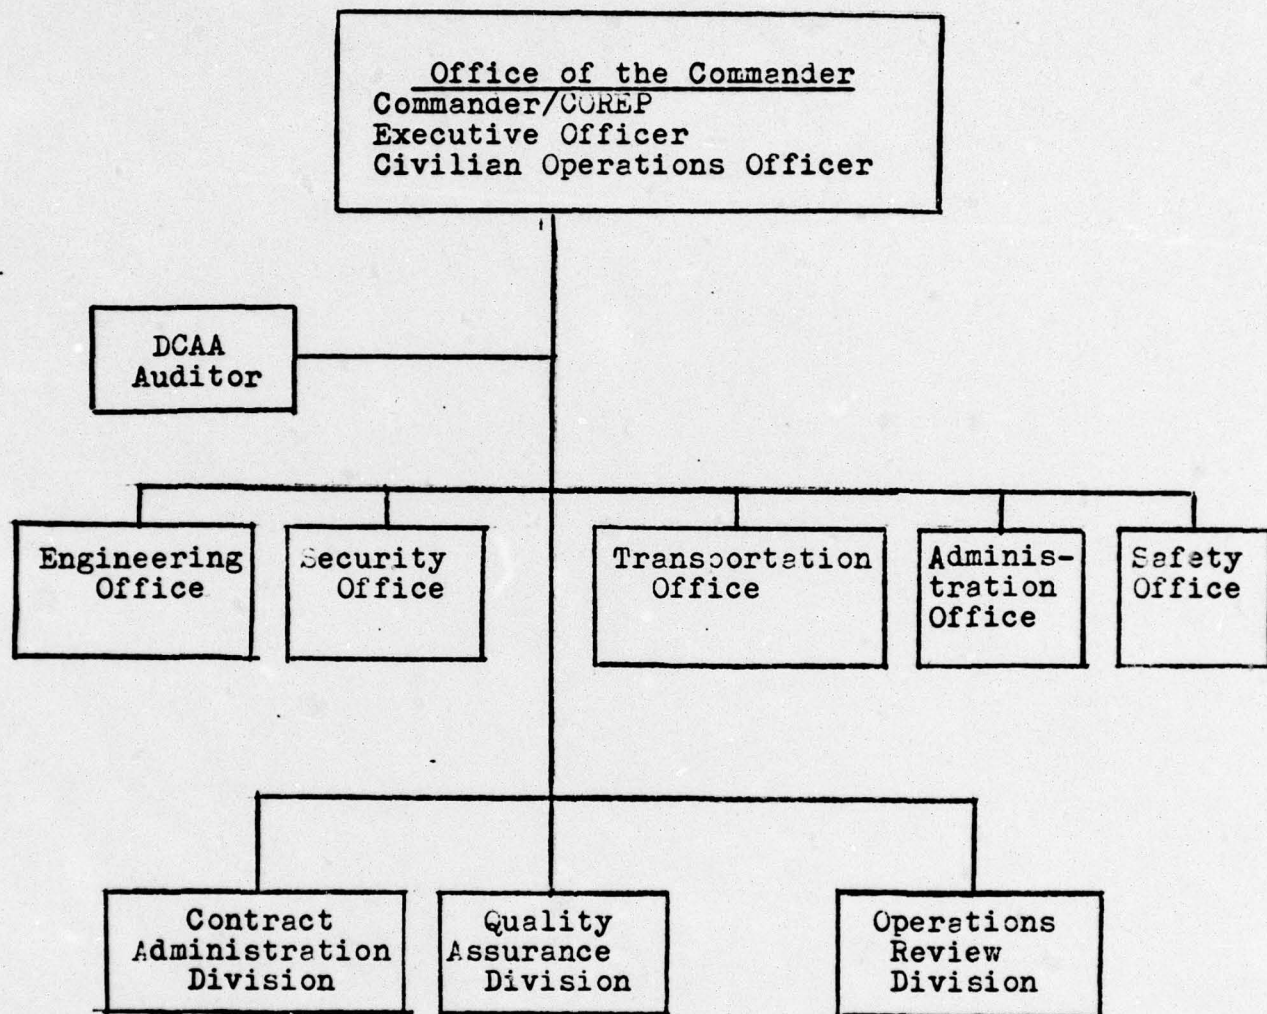 Office of the Commander
Commander/COREP
Executive Officer
Civilian Operations Officer
DCAA
Auditor
Engineering
Office
Security
Office
Transportation
Office
Adminis-
tration
Office
Safety
Office
Contract
Administration
Division
Quality
Assurance
Division
Operations
Review
Division